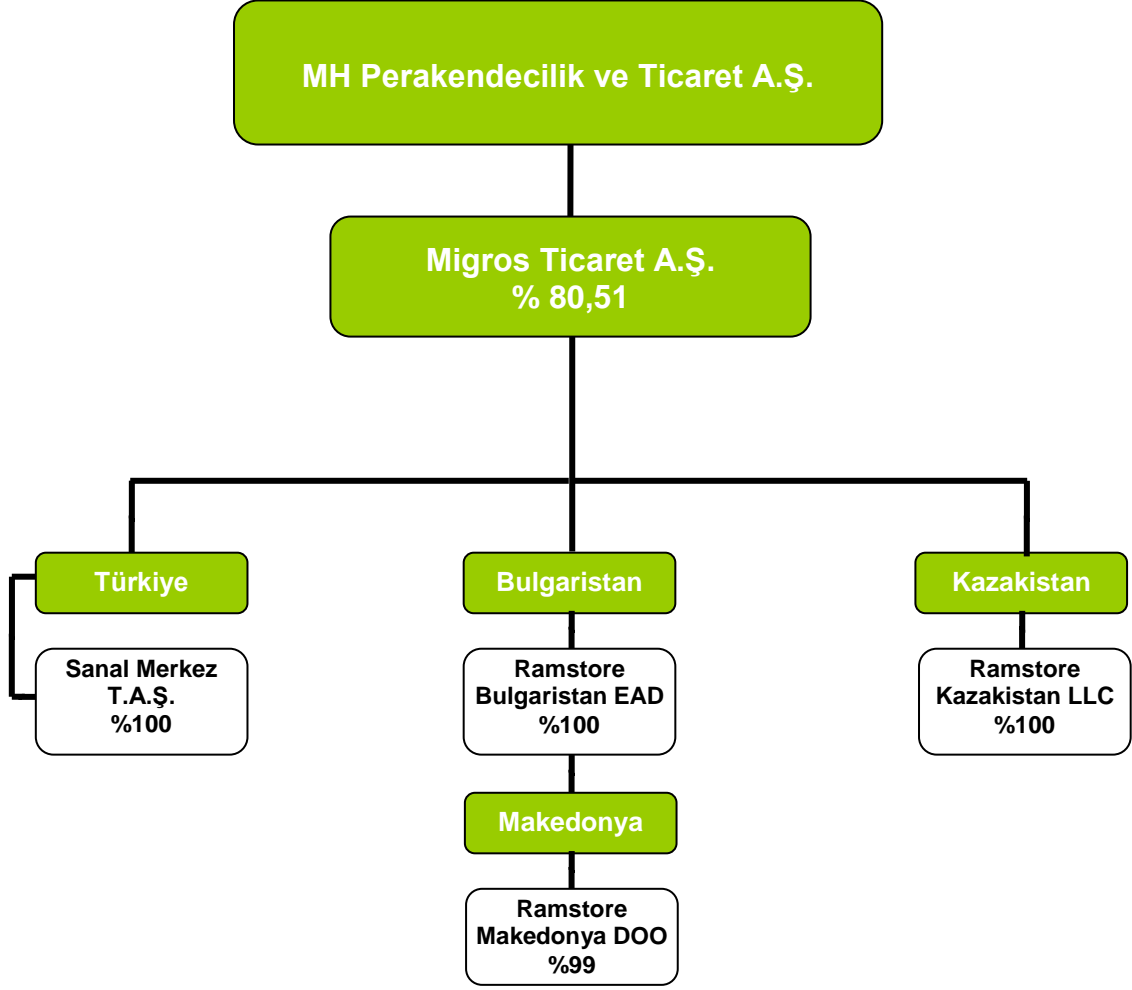 MH Perakendecilik ve Ticaret A.Ş.
Migros Ticaret A.Ş.
% 80,51
Türkiye
Bulgaristan
Kazakistan
Sanal Merkez
T.A.Ş.
%100
Ramstore
Bulgaristan EAD
%100
Ramstore
Kazakistan LLC
%100
Makedonya
Ramstore
Makedonya DOO
%99